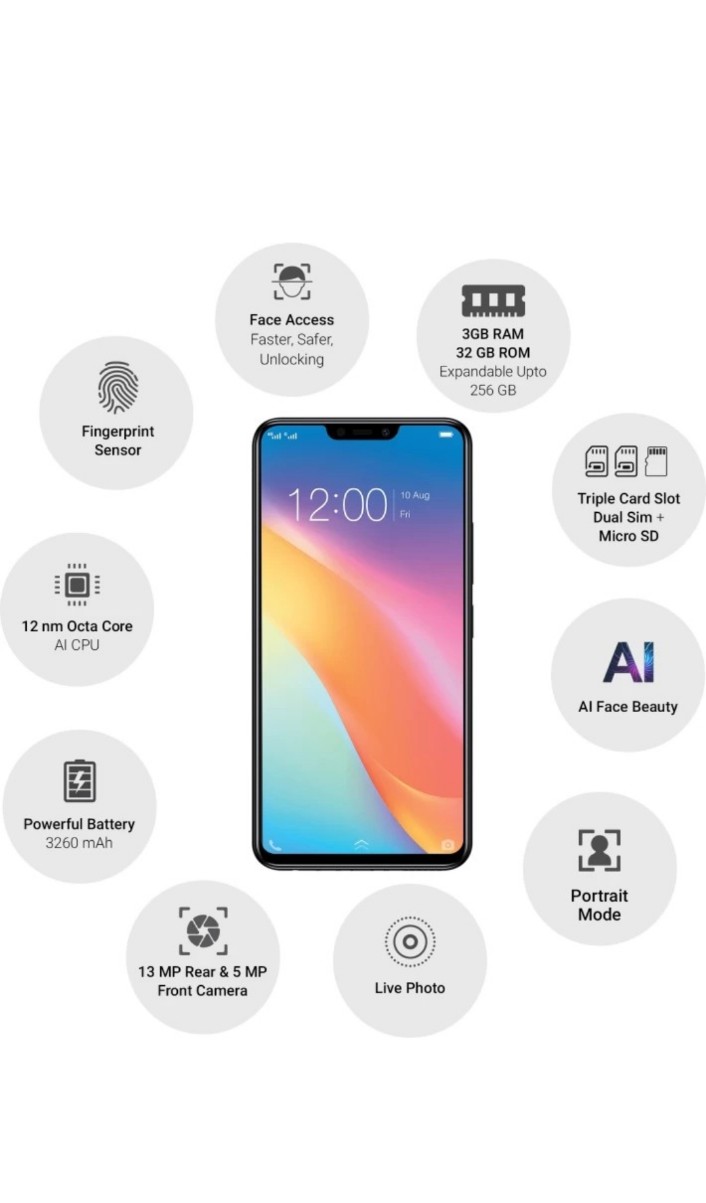 Face Access
Faster, Safer,
Unlocking
3GB RAM
32 GB ROM
Expandable Upto
256 GB
Fingerprint
Sensor
Triple Card Slot
Dual Sim +
Micro SD
12:00
10 Aug
Fri
12 nm Octa Core
AI CPU
AI
AI Face Beauty
Powerful Battery
3260 mAh
Portrait
Mode
13 MP Rear & 5 MP
Front Camera
Live Photo